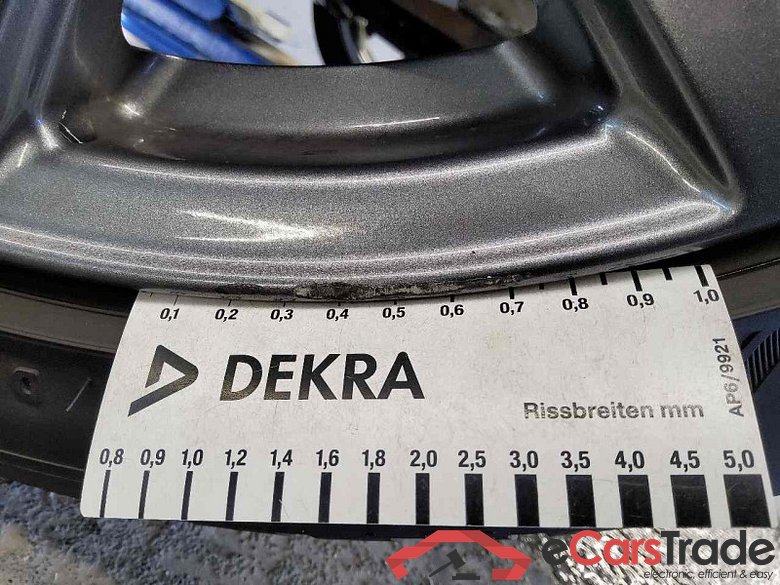 0,1 0,2 0,3 0,4 0,5 0,6 0,7 0,8 0,9 1,0
DEKRA
Rissbreiten mm
AP6/9921
0,8 0,9 1,0 1,2 1,4 1,6 1,8 2,0 2,5 3,0 3,5 4,0 4,5 5,0
eCarsTrade
electronic, efficient & easy